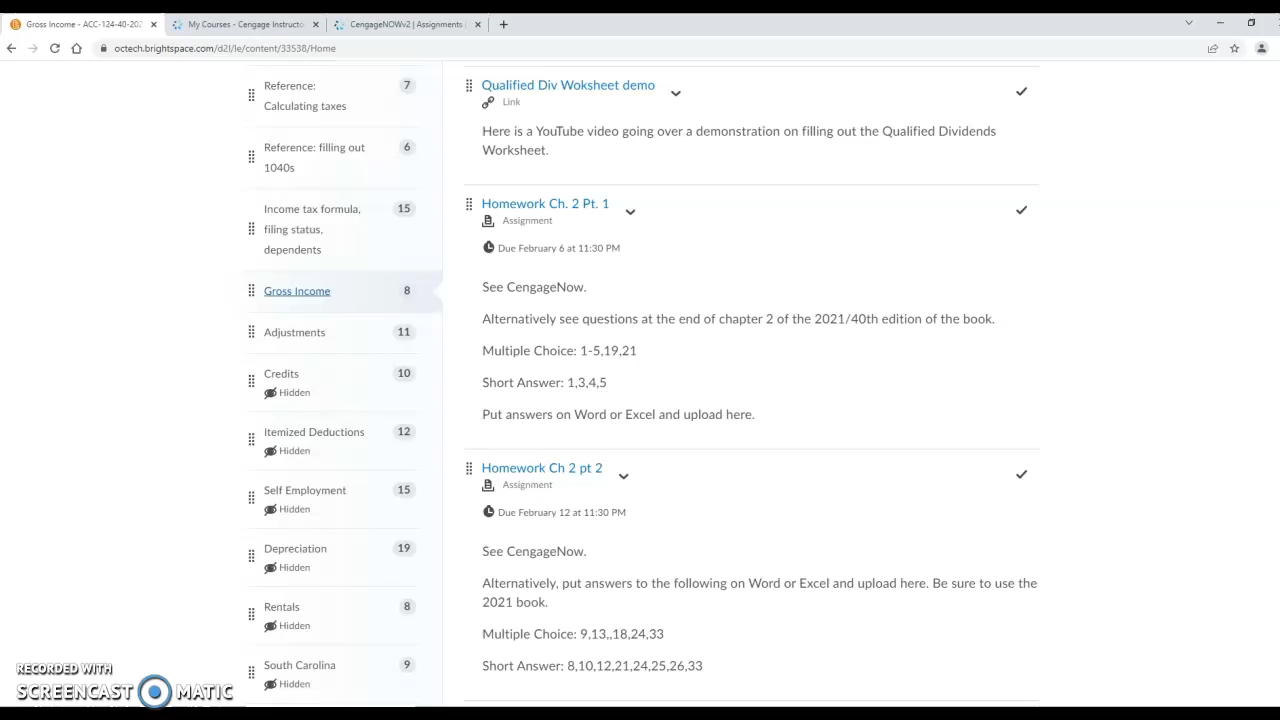 Gross Income - ACC-124-40-202
My Courses - Cengage Instructo
CengageNOWv2 | Assignments
octech.brightspace.com/d2l/le/content/33538/Home
Reference:
Calculating taxes
7
Reference: filling out
1040s
6
Income tax formula,
filing status,
dependents
15
Gross Income
8
Adjustments
11
Credits
10
Hidden
Itemized Deductions
12
Hidden
Self Employment
15
Hidden
Depreciation
19
Hidden
Rentals
8
Hidden
South Carolina
9
Hidden
Qualified Div Woksheet demo
Link
Here is a YouTube video going over a demonstration on filling out the Qualified Dividends
Worksheet.
Homework Ch. 2 Pt. 1
Assignment
Due February 6 at 11:30 PM
See CengageNow.
Alternatively see questions at the end of chapter 2 of the 2021/40th edition of the book.
Multiple Choice: 1-5,19,21
Short Answer: 1,3,4,5
Put answers on Word or Excel and upload here.
Homework Ch 2 pt 2
Assignment
Due February 12 at 11:30 PM
See CengageNow.
Alternatively, put answers to the following on Word or Excel and upload here. Be sure to use the
2021 book.
Multiple Choice: 9,13,,18,24,33
Short Answer: 8,10,12,21,24,25,26,33
RECORDED WITH
SCREENCAST MATIC